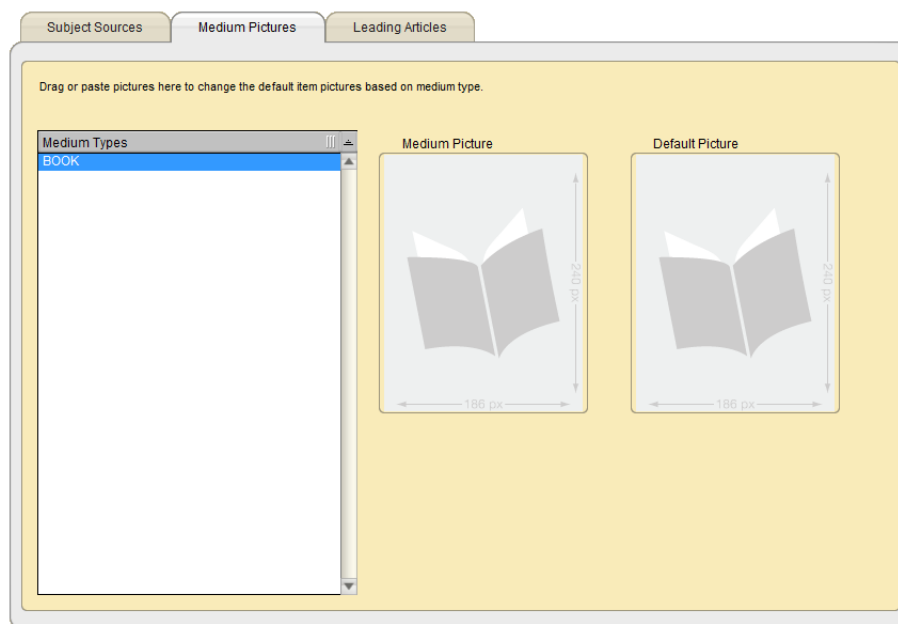 Subject Sources
Medium Pictures
Leading Articles
Drag or paste pictures here to change the default item pictures based on medium type.
Medium Types
BOOK
Medium Picture
240 px
186 px
Default Picture
240 px
186 px